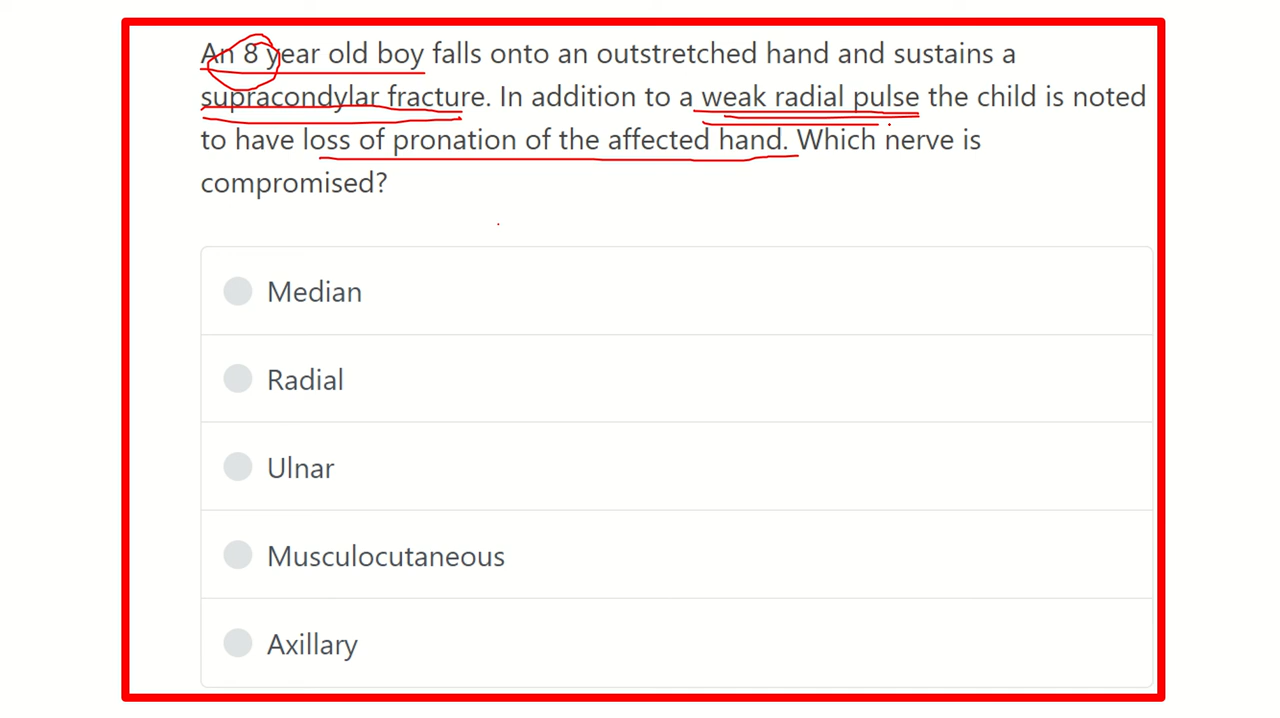 An 8 year old boy falls onto an outstretched hand and sustains a
supracondylar fracture. In addition to a weak radial pulse the child is noted
to have loss of pronation of the affected hand. Which nerve is
compromised?
Median
Radial
Ulnar
Musculocutaneous
Axillary